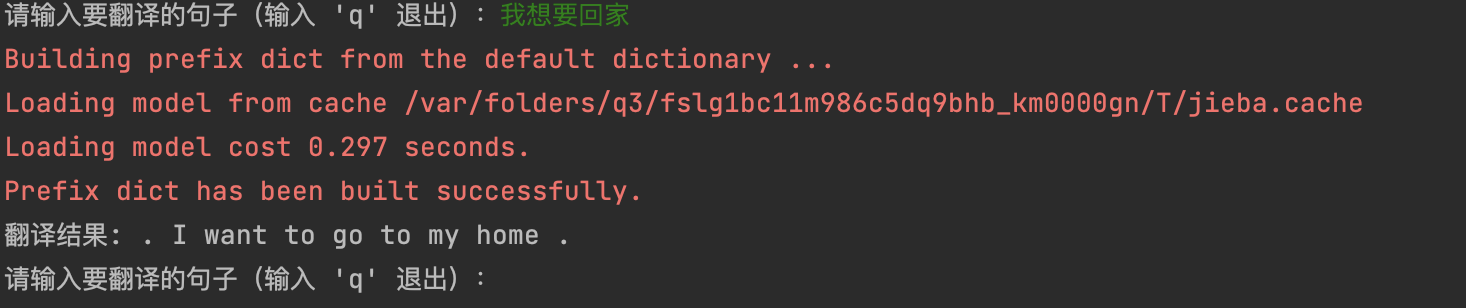 请输入要翻译的句子（输入 'q' 退出）：我想要回家
Building prefix dict from the default dictionary ...
Loading model from cache /var/folders/q3/fslg1bc11m986c5dq9bhb_km0000gn/T/jieba.cache
Loading model cost 0.297 seconds.
Prefix dict has been built successfully.
翻译结果: . I want to go to my home .
请输入要翻译的句子（输入 'q' 退出）：